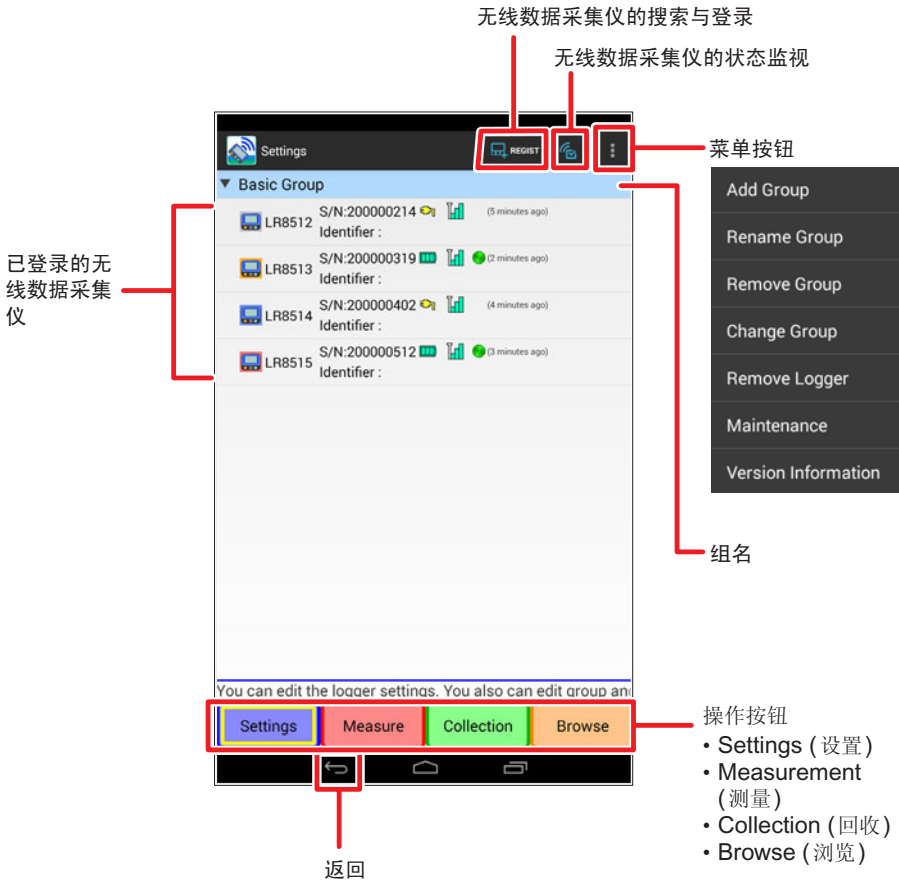 无线数据采集仪的搜索与登录
无线数据采集仪的状态监视
Settings
REGIST
菜单按钮
Basic Group
Add Group
Rename Group
Remove Group
Change Group
Remove Logger
Maintenance
Version Information
已登录的无
线数据采集
仪
LR8512
S/N:200000214
(5 minutes ago)
Identifier :
LR8513
S/N:200000319
(2 minutes ago)
Identifier :
LR8514
S/N:200000402
(4 minutes ago)
Identifier :
LR8515
S/N:200000512
(3 minutes ago)
Identifier :
组名
You can edit the logger settings. You also can edit group an
Settings
Measure
Collection
Browse
操作按钮
• Settings (设置)
• Measurement
(测量)
• Collection (回收)
• Browse (浏览)
返回